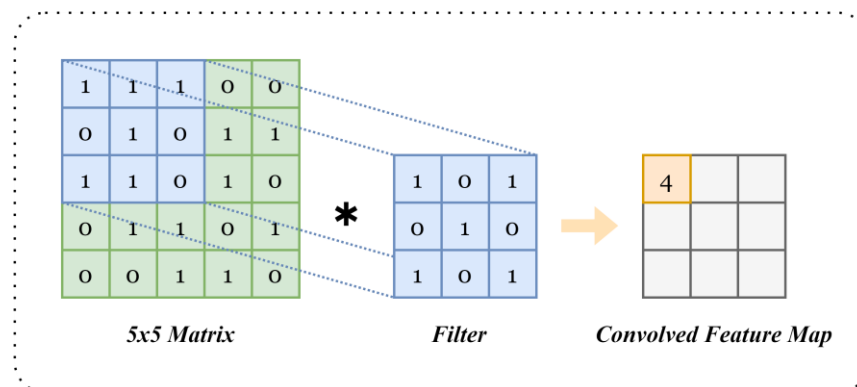 1 1 1 0 0
0 1 0 1 1
1 1 0 1 0
0 1 1 0 1
0 0 1 1 0
*
1 0 1
0 1 0
1 0 1
4
5x5 Matrix
Filter
Convolved Feature Map